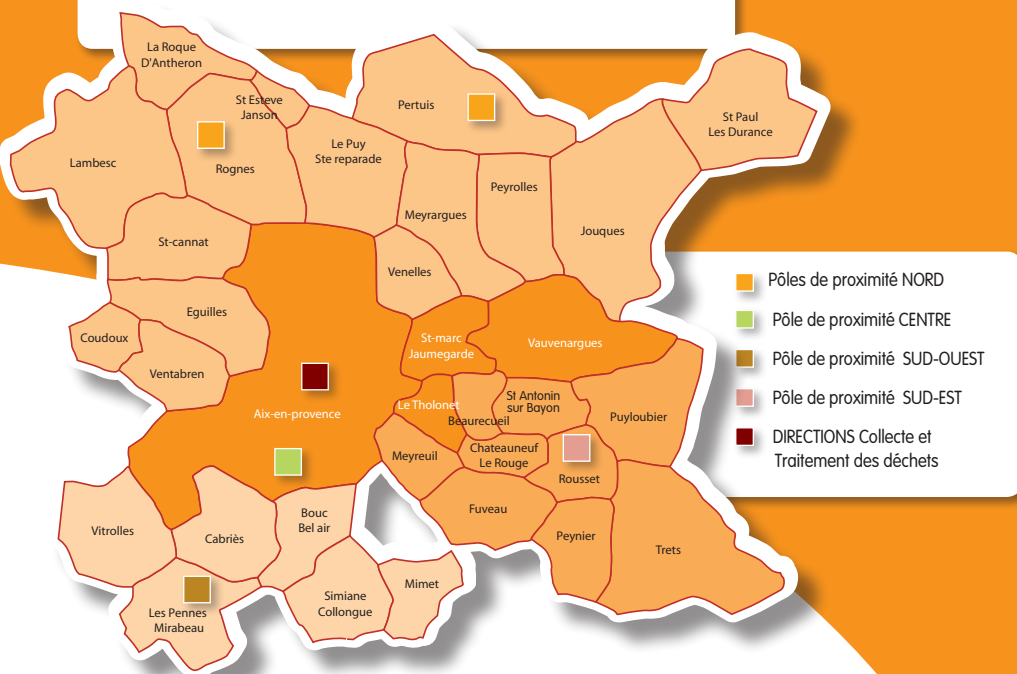 La Roque
D'Antheron
St Esteve
Janson
Pertuis
St Paul
Les Durance
Lambesc
Rognes
Le Puy
Ste reparade
Peyrolles
Meyrargues
Jouques
St-cannat
Venelles
Eguilles
Coudoux
Ventabren
St-marc
Jaumegarde
Vauvenargues
Aix-en-provence
Le Tholonet
Beaurecueil
St Antonin
sur Bayon
Puyloubier
Meyreuil
Chateauneuf
Le Rouge
Rousset
Fuveau
Peynier
Trets
Vitrolles
Cabriès
Bouc
Bel air
Les Pennes
Mirabeau
Simiane
Collongue
Mimet
Pôles de proximité NORD
Pôle de proximité CENTRE
Pôle de proximité SUD-OUEST
Pôle de proximité SUD-EST
DIRECTIONS Collecte et
Traitement des déchets